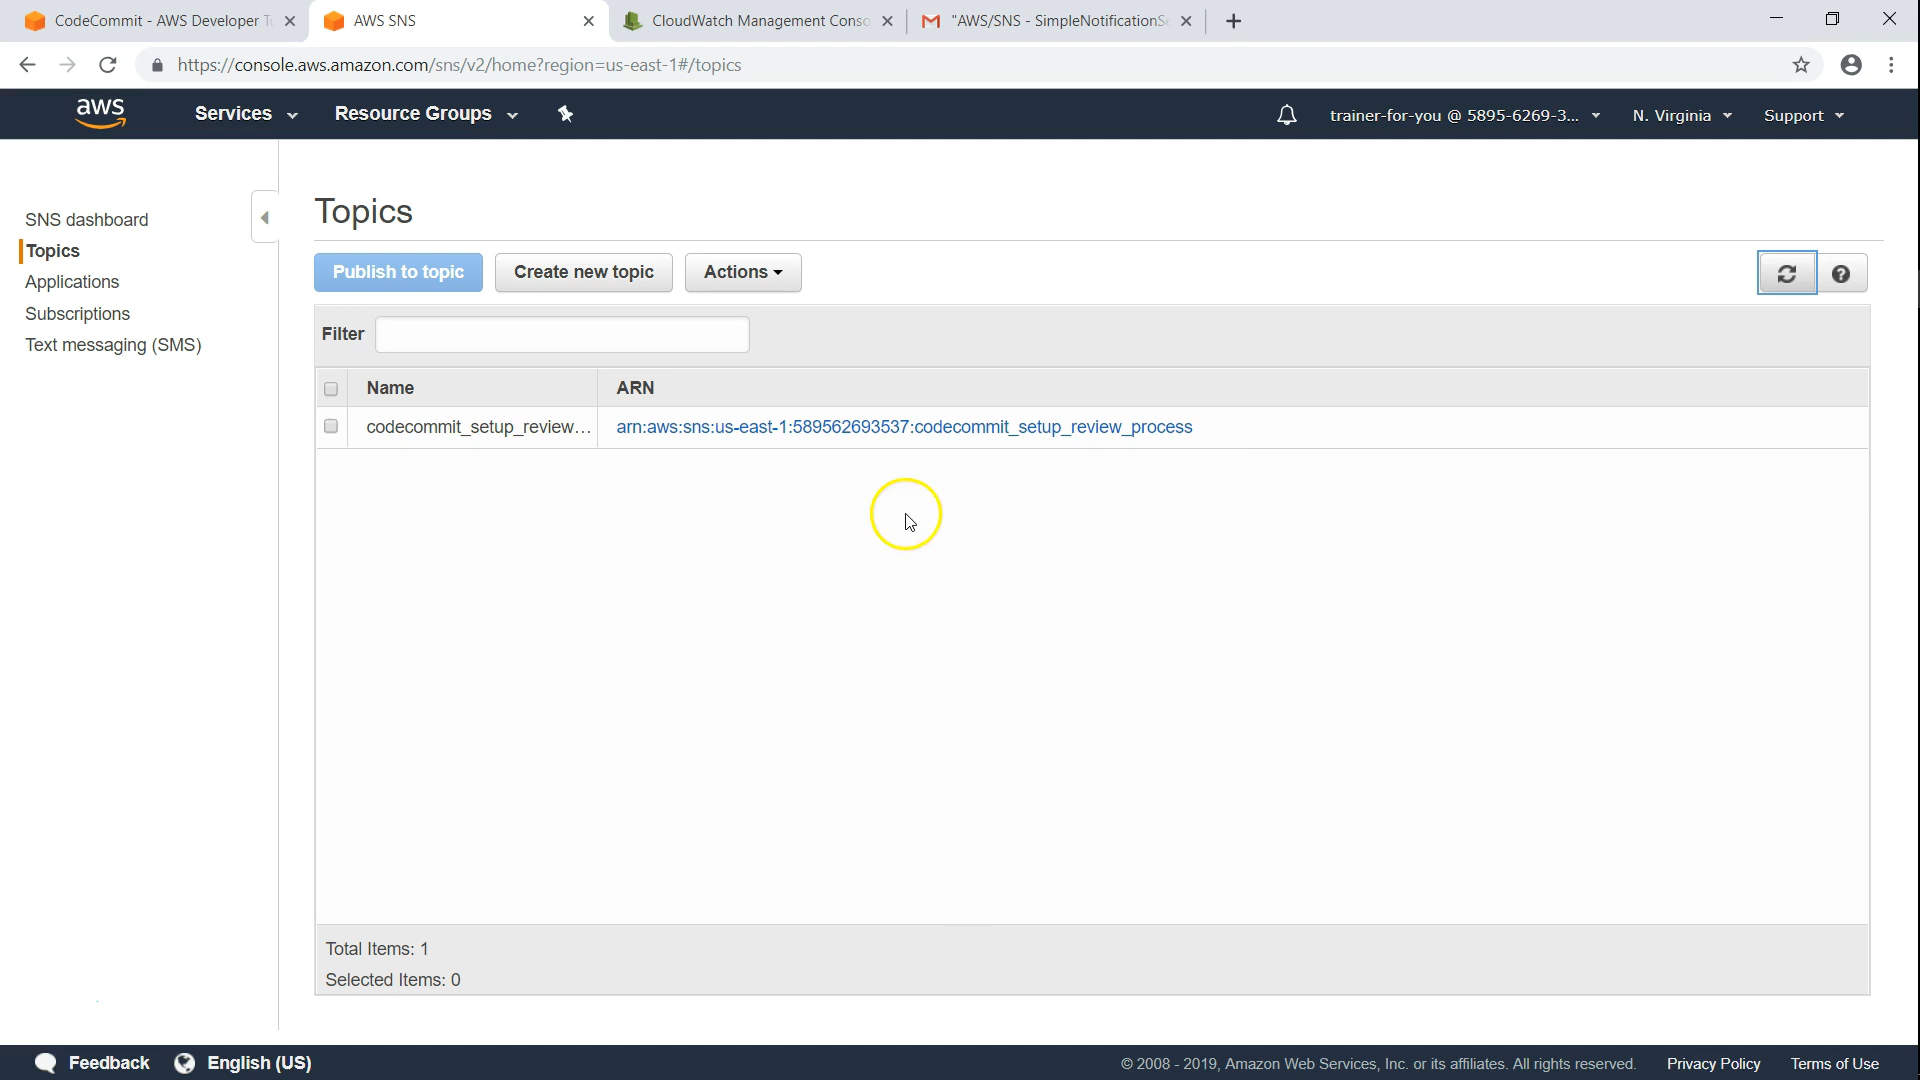 CodeCommit - AWS Developer T
AWS SNS
CloudWatch Management Conso
"AWS/SNS - SimpleNotificationSe
https://console.aws.amazon.com/sns/v2/home?region=us-east-1#/topics
aws
Services
Resource Groups
trainer-for-you @ 5895-6269-3...
N. Virginia
Support
SNS dashboard
Topics
Applications
Subscriptions
Text messaging (SMS)
Topics
Publish to topic
Create new topic
Actions
Filter
Name
ARN
codecommit_setup_review...
arn:aws:sns:us-east-1:589562693537:codecommit_setup_review_process
Total Items: 1
Selected Items: 0
Feedback
English (US)
© 2008 - 2019, Amazon Web Services, Inc. or its affiliates. All rights reserved.
Privacy Policy
Terms of Use